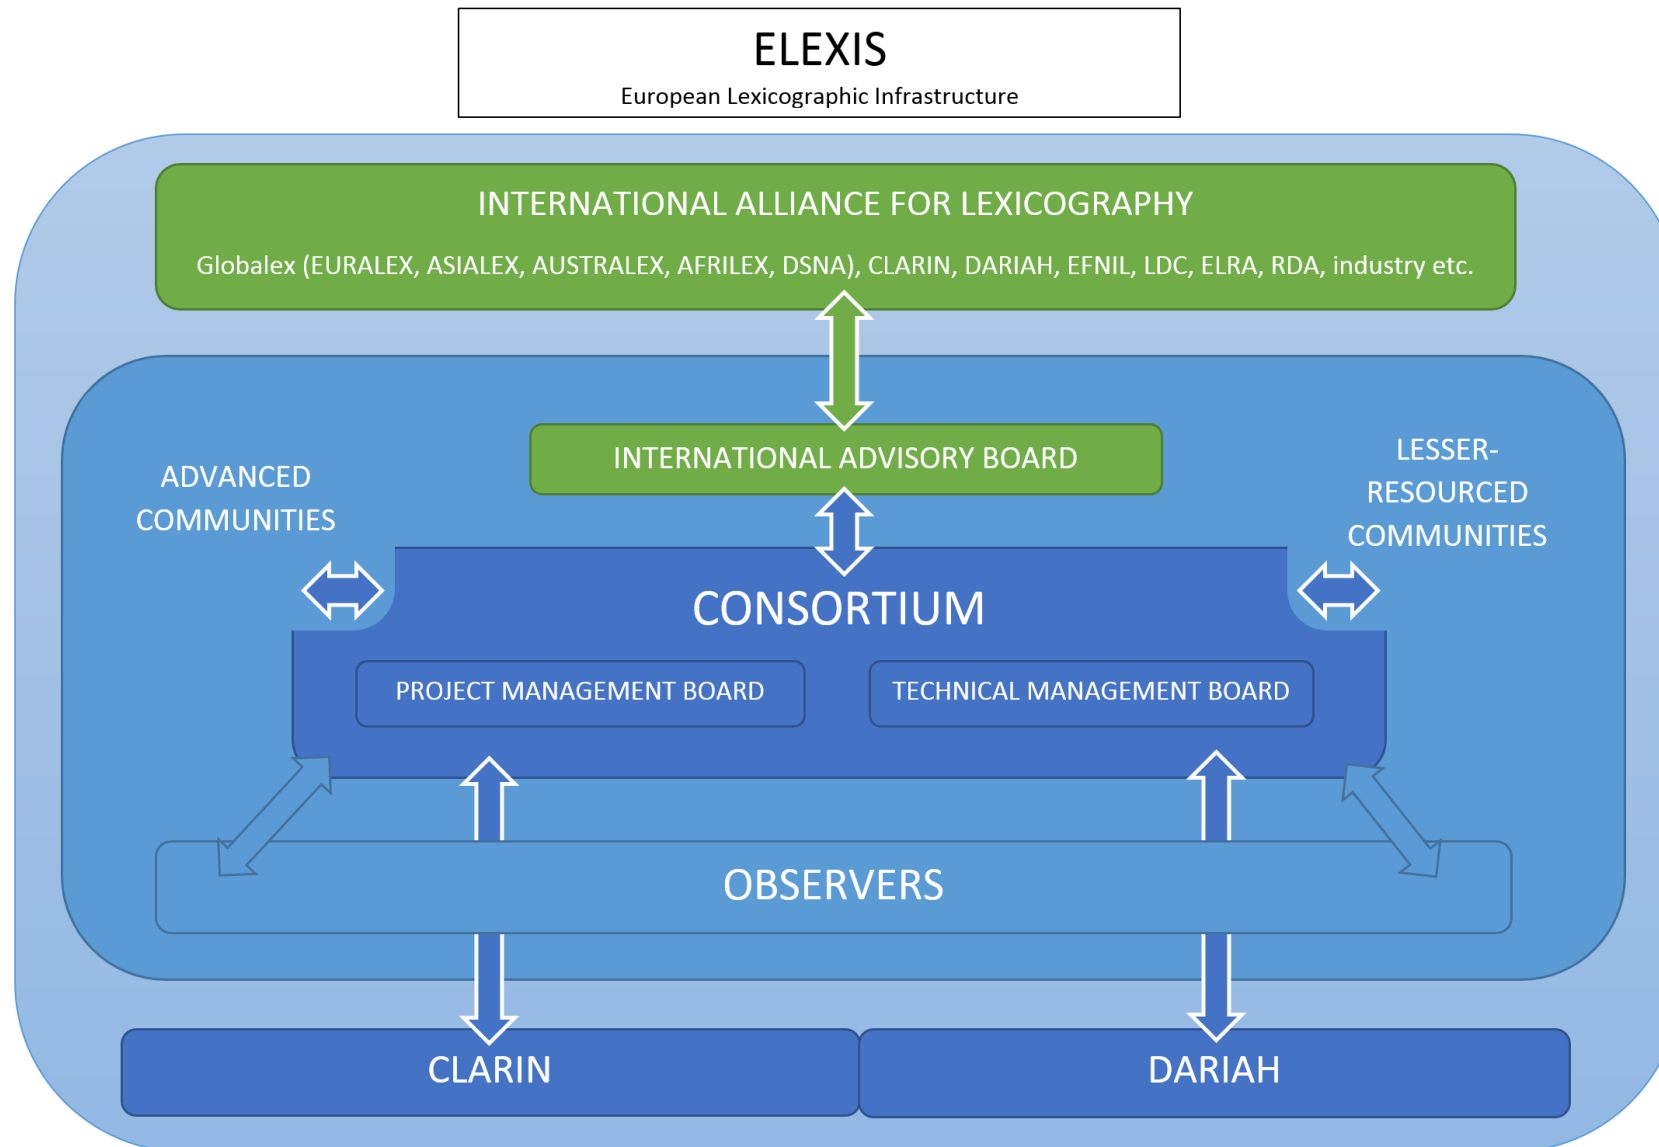 ELEXIS
European Lexicographic Infrastructure
INTERNATIONAL ALLIANCE FOR LEXICOGRAPHY
Globalex (EURALEX, ASIALEX, AUSTRALEX, AFRILEX, DSNA), CLARIN, DARIAH, EFNIL, LDC, ELRA, RDA, industry etc.
INTERNATIONAL ADVISORY BOARD
ADVANCED
COMMUNITIES
LESSER-
RESOURCED
COMMUNITIES
CONSORTIUM
PROJECT MANAGEMENT BOARD
TECHNICAL MANAGEMENT BOARD
OBSERVERS
CLARIN
DARIAH